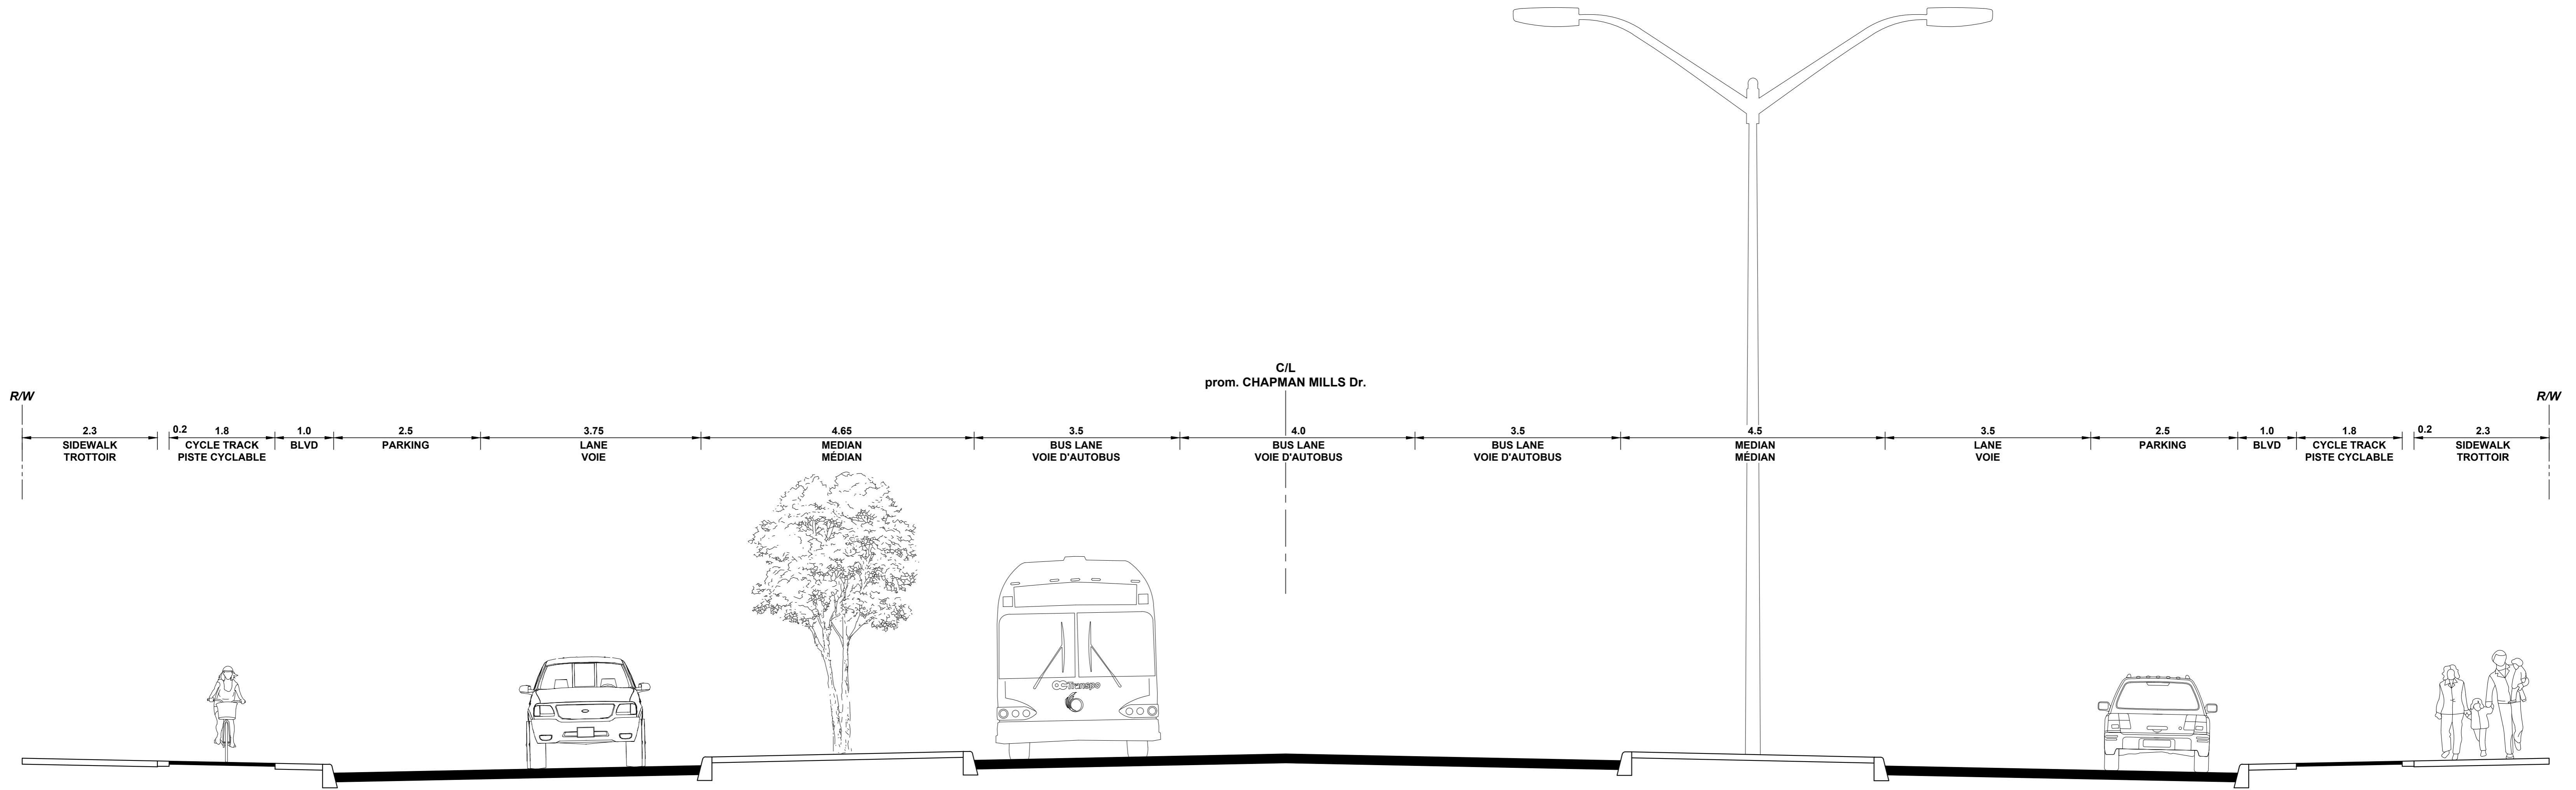 C/L
prom. CHAPMAN MILLS Dr.
R/W
R/W
2.3
0.2
1.8
1.0
2.5
3.75
4.65
3.5
4.0
3.5
4.5
3.5
2.5
1.0
1.8
0.2
2.3
SIDEWALK
TROTTOIR
CYCLE TRACK
PISTE CYCLABLE
BLVD
PARKING
LANE
VOIE
MEDIAN
MÉDIAN
BUS LANE
VOIE D'AUTOBUS
BUS LANE
VOIE D'AUTOBUS
BUS LANE
VOIE D'AUTOBUS
MEDIAN
MÉDIAN
LANE
VOIE
PARKING
BLVD
CYCLE TRACK
PISTE CYCLABLE
SIDEWALK
TROTTOIR
OC Transpo